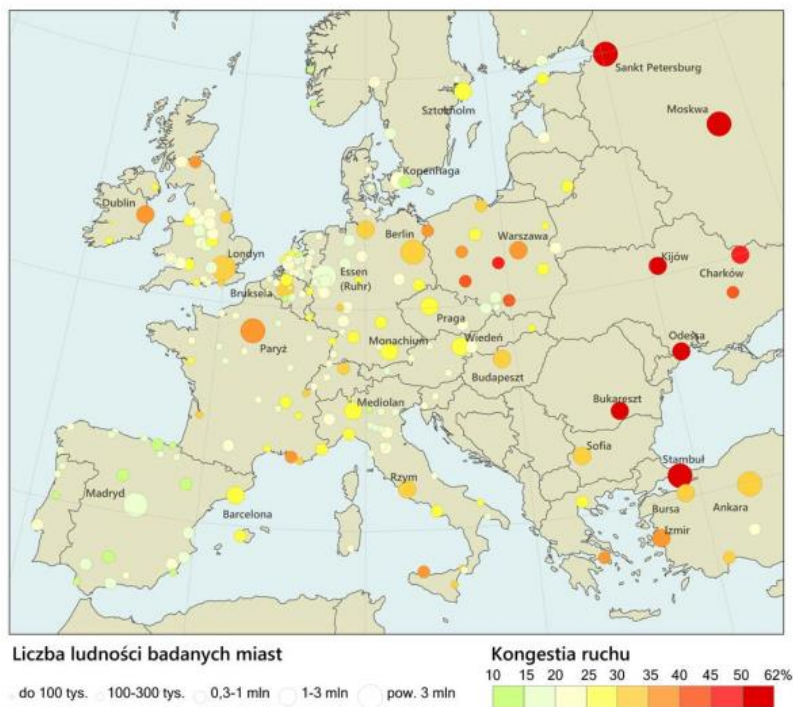 Sankt Petersburg
Moskwa
Sztokholm
Kopenhaga
Dublin
Londyn
Berlin
Warszawa
Essen
(Ruhr)
Bruksela
Kijów
Charków
Praga
Paryż
Monachium
Wiedeń
Odessa
Budapeszt
Mediolan
Bukareszt
Sofia
Stambuł
Rzym
Madryd
Barcelona
Bursa
Ankara
Izmir
Liczba ludności badanych miast
do 100 tys. 100-300 tys. 0,3-1 mln 1-3 mln pow. 3 mln
Kongestia ruchu
10 15 20 25 30 35 40 45 50 62%